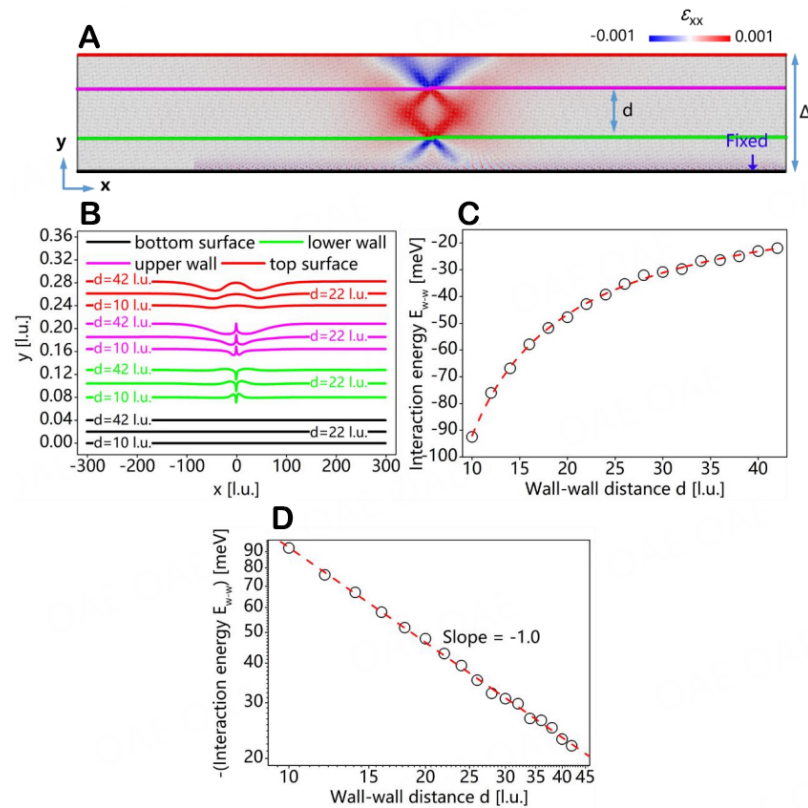 A
εxx
-0.001 0.001
d
Δ
y
x
Fixed
B
0.36
0.32
0.28
0.24
0.20
0.16
0.12
0.08
0.04
0.00
bottom surface lower wall
upper wall top surface
d=42 l.u.
d=22 l.u.
d=10 l.u.
d=42 l.u.
d=22 l.u.
d=10 l.u.
d=42 l.u.
d=22 l.u.
d=10 l.u.
d=42 l.u.
d=22 l.u.
d=10 l.u.
y [l.u.]
-300 -200 -100 0 100 200 300
x [l.u.]
C
-20
-30
-40
-50
-60
-70
-80
-90
-100
Interaction energy Ew-w [meV]
10 15 20 25 30 35 40
Wall-wall distance d [l.u.]
D
90
80
70
60
50
40
30
20
-(Interaction energy Ew-w) [meV]
Slope = -1.0
10 15 20 25 30 35 40 45
Wall-wall distance d [l.u.]